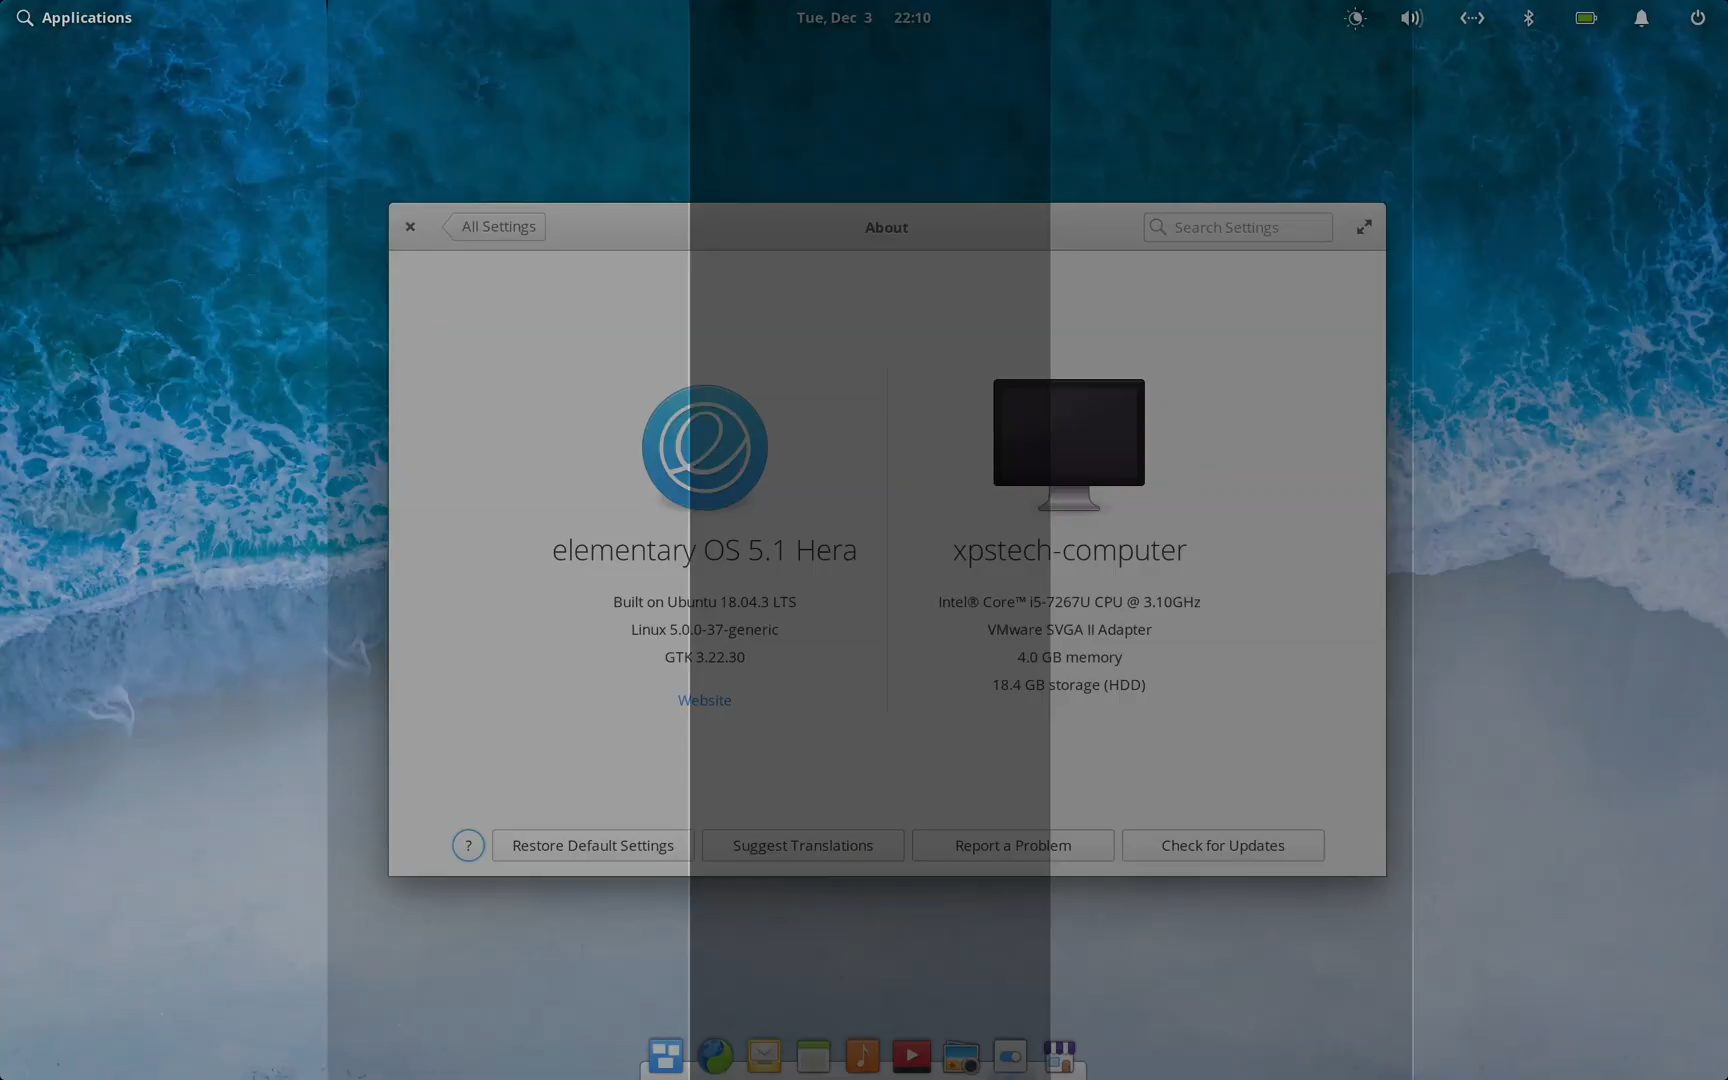 Applications
Tue, Dec 3 22:10
All Settings
About
Search Settings
elementary OS 5.1 Hera
Built on Ubuntu 18.04.3 LTS
Linux 5.0.0-37-generic
GTK 3.22.30
Website
xpstech-computer
Intel® Core™ i5-7267U CPU @ 3.10GHz
VMware SVGA II Adapter
4.0 GB memory
18.4 GB storage (HDD)
?
Restore Default Settings
Suggest Translations
Report a Problem
Check for Updates